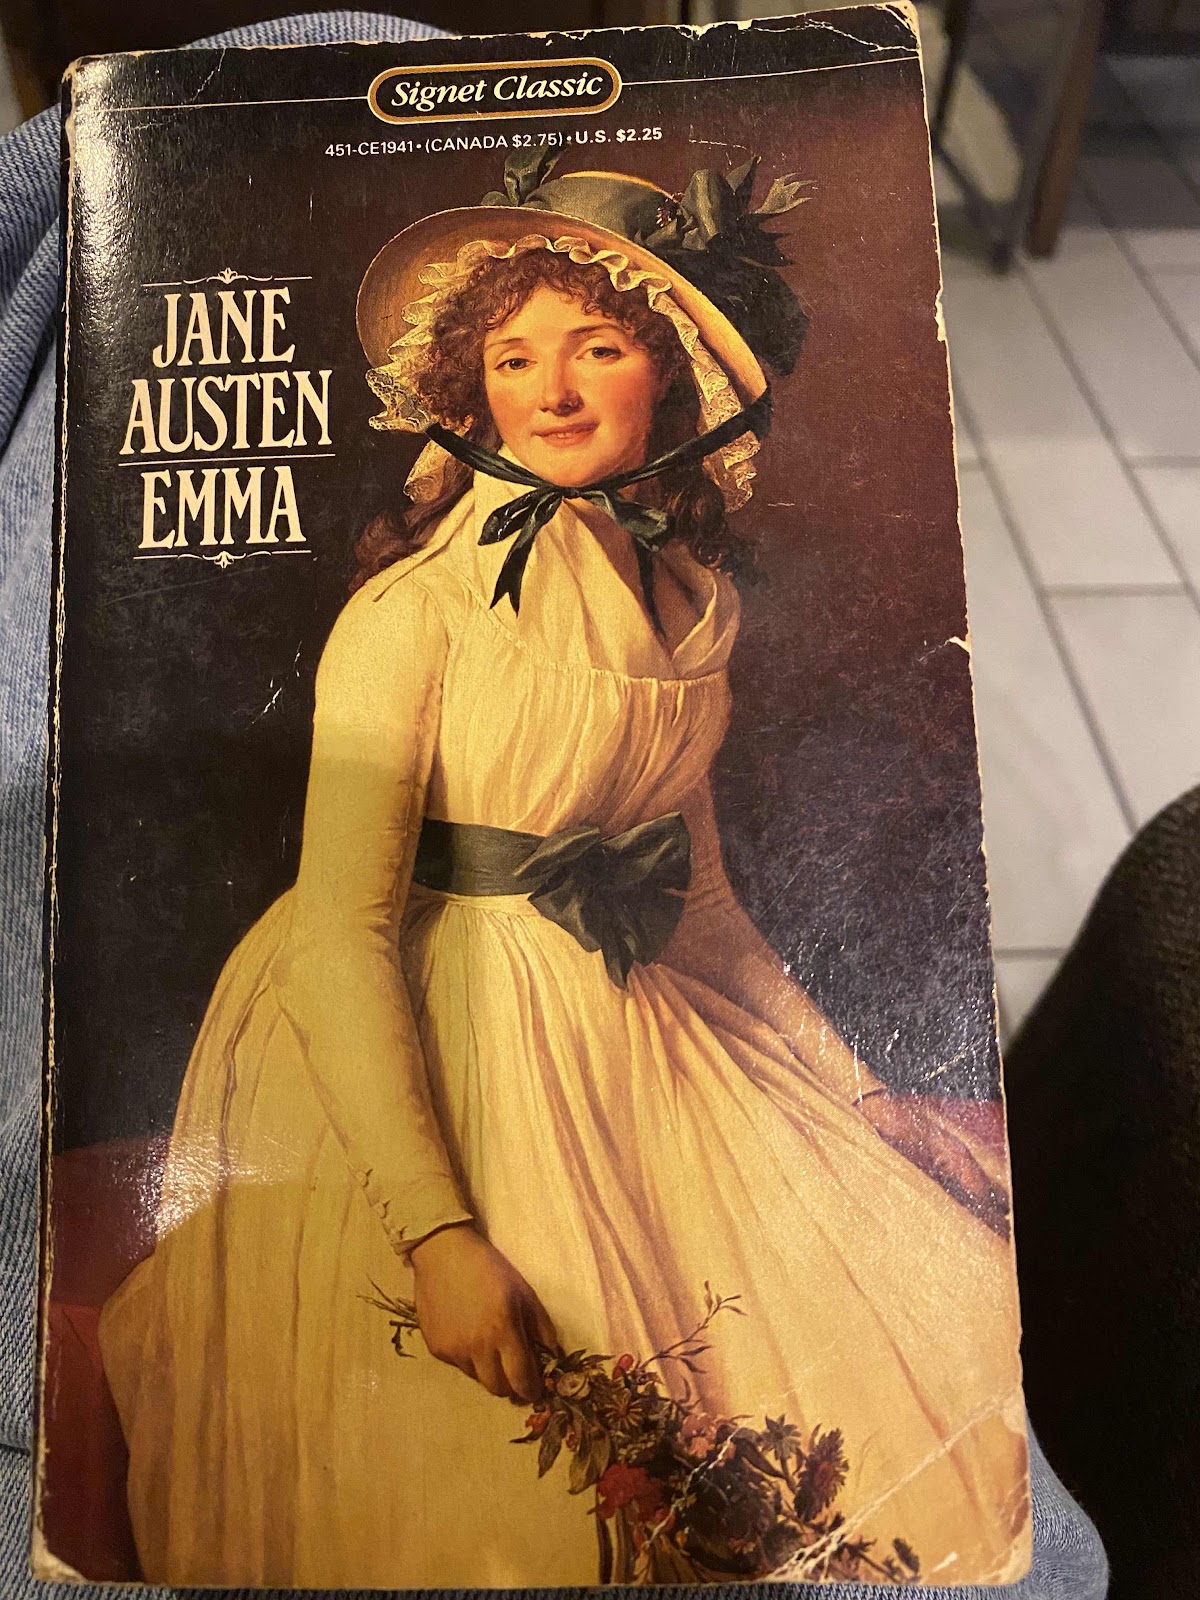 Signet Classic
451-CE1941 • (CANADA $2.75) • U.S. $2.25
JANE
AUSTEN
EMMA